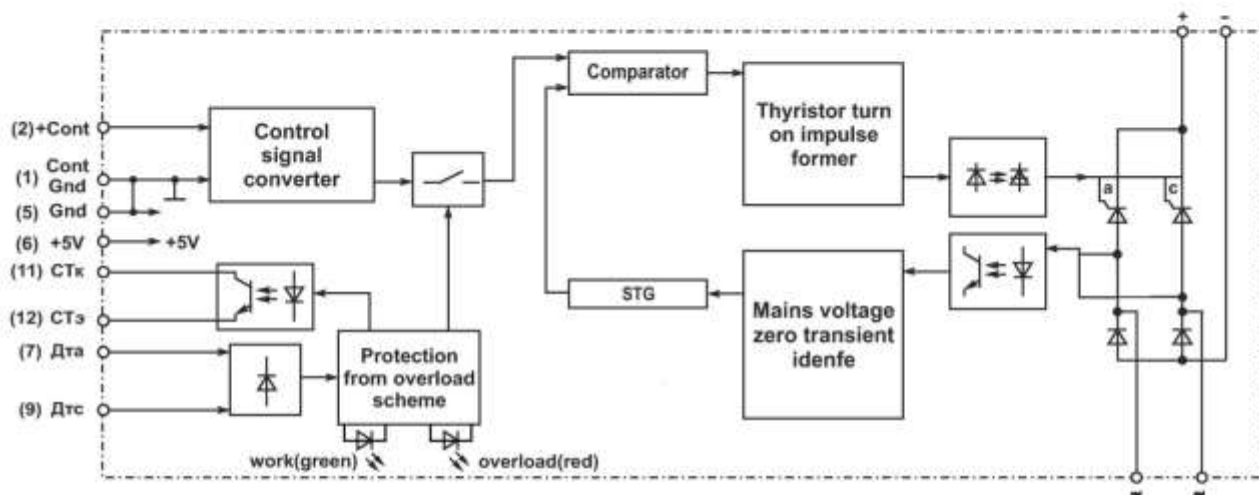 + -
Comparator
Thyristor turn
on impulse
former
(2)+Cont
Control
signal
converter
Cont
(1) Gnd
(5) Gnd
(6) +5V
+5V
a
c
(11) СТк
(12) СТэ
STG
Mains voltage
zero transient
idenfe
(7) Дта
(9) Дтс
Protection
from overload
scheme
work(green)
overload(red)
~ ~